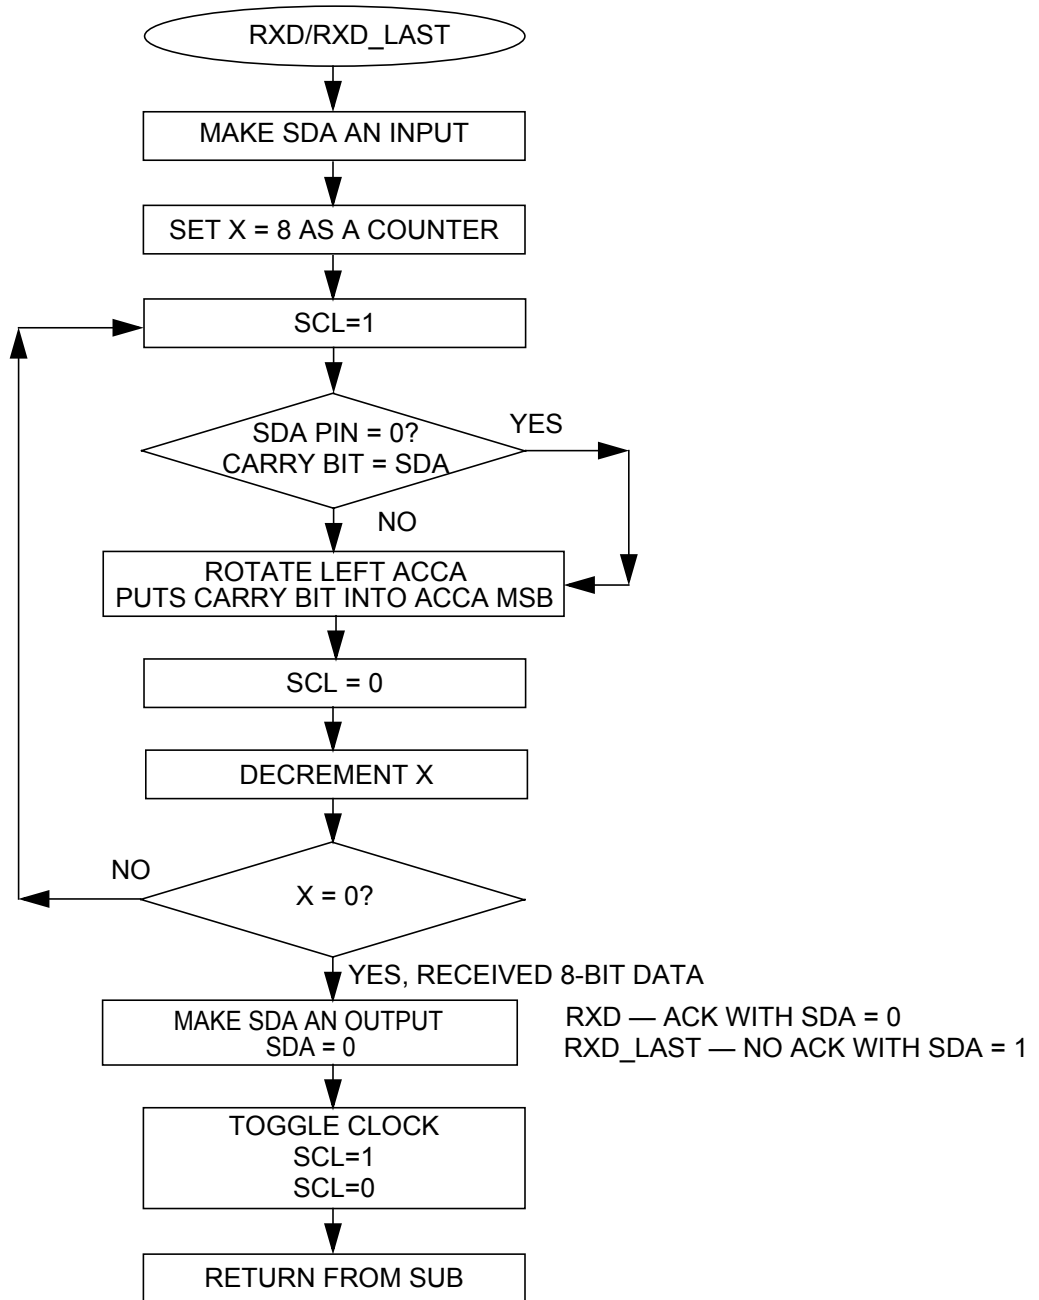 RXD/RXD_LAST
MAKE SDA AN INPUT
SET X = 8 AS A COUNTER
SCL=1
SDA PIN = 0?
CARRY BIT = SDA
YES
NO
ROTATE LEFT ACCA
PUTS CARRY BIT INTO ACCA MSB
SCL = 0
DECREMENT X
NO
X = 0?
YES, RECEIVED 8-BIT DATA
MAKE SDA AN OUTPUT
SDA = 0
RXD — ACK WITH SDA = 0
RXD_LAST — NO ACK WITH SDA = 1
TOGGLE CLOCK
SCL=1
SCL=0
RETURN FROM SUB